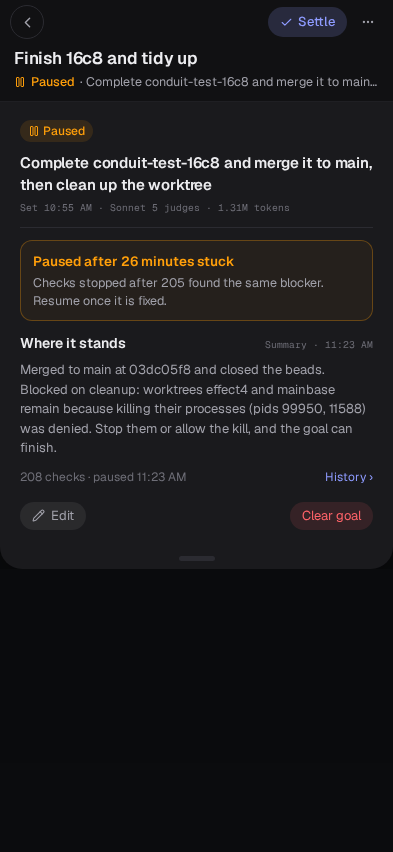 Settle
Finish 16c8 and tidy up
Paused · Complete conduit-test-16c8 and merge it to main…
Paused
Complete conduit-test-16c8 and merge it to main,
then clean up the worktree
Set 10:55 AM · Sonnet 5 judges · 1.31M tokens
Paused after 26 minutes stuck
Checks stopped after 205 found the same blocker.
Resume once it is fixed.
Where it stands
Summary · 11:23 AM
Merged to main at 03dc05f8 and closed the beads.
Blocked on cleanup: worktrees effect4 and mainbase
remain because killing their processes (pids 99950, 11588)
was denied. Stop them or allow the kill, and the goal can
finish.
208 checks · paused 11:23 AM
History ›
Edit
Clear goal